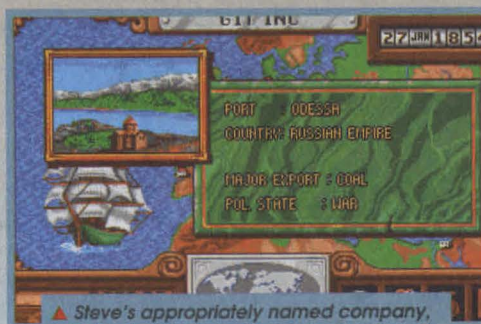 GIT INC
27 JAN 1854
PORT : ODESSA
COUNTRY: RUSSIAN EMPIRE
MAJOR EXPORT : COAL
POL. STATE : WAR
▲ Steve's appropriately named company,